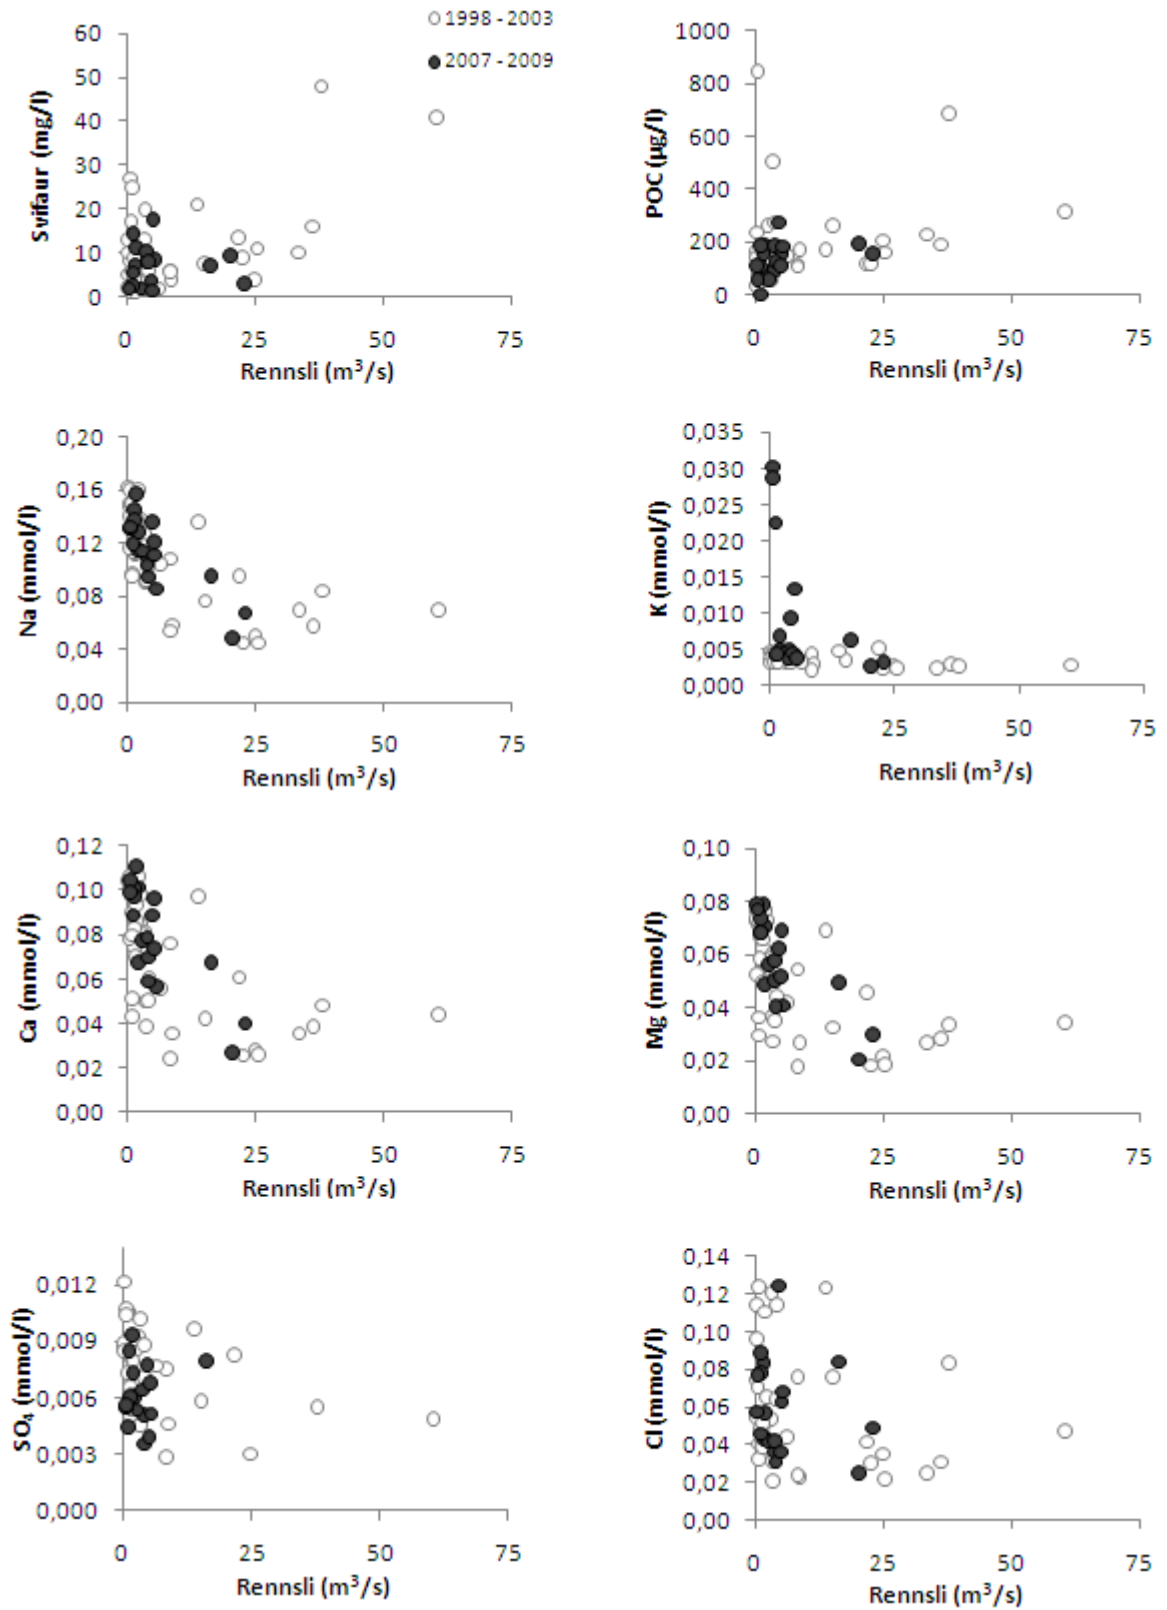 1998 - 2003
2007 - 2009
Svifaur (mg/l)
60
50
40
30
20
10
0
0 25 50 75
Rennsli (m³/s)
POC (µg/l)
1000
800
600
400
200
0
0 25 50 75
Rennsli (m³/s)
Na (mmol/l)
0,20
0,16
0,12
0,08
0,04
0,00
0 25 50 75
Rennsli (m³/s)
K (mmol/l)
0,035
0,030
0,025
0,020
0,015
0,010
0,005
0,000
0 25 50 75
Rennsli (m³/s)
Ca (mmol/l)
0,12
0,10
0,08
0,06
0,04
0,02
0,00
0 25 50 75
Rennsli (m³/s)
Mg (mmol/l)
0,10
0,08
0,06
0,04
0,02
0,00
0 25 50 75
Rennsli (m³/s)
SO₄ (mmol/l)
0,012
0,009
0,006
0,003
0,000
0 25 50 75
Rennsli (m³/s)
Cl (mmol/l)
0,14
0,12
0,10
0,08
0,06
0,04
0,02
0,00
0 25 50 75
Rennsli (m³/s)